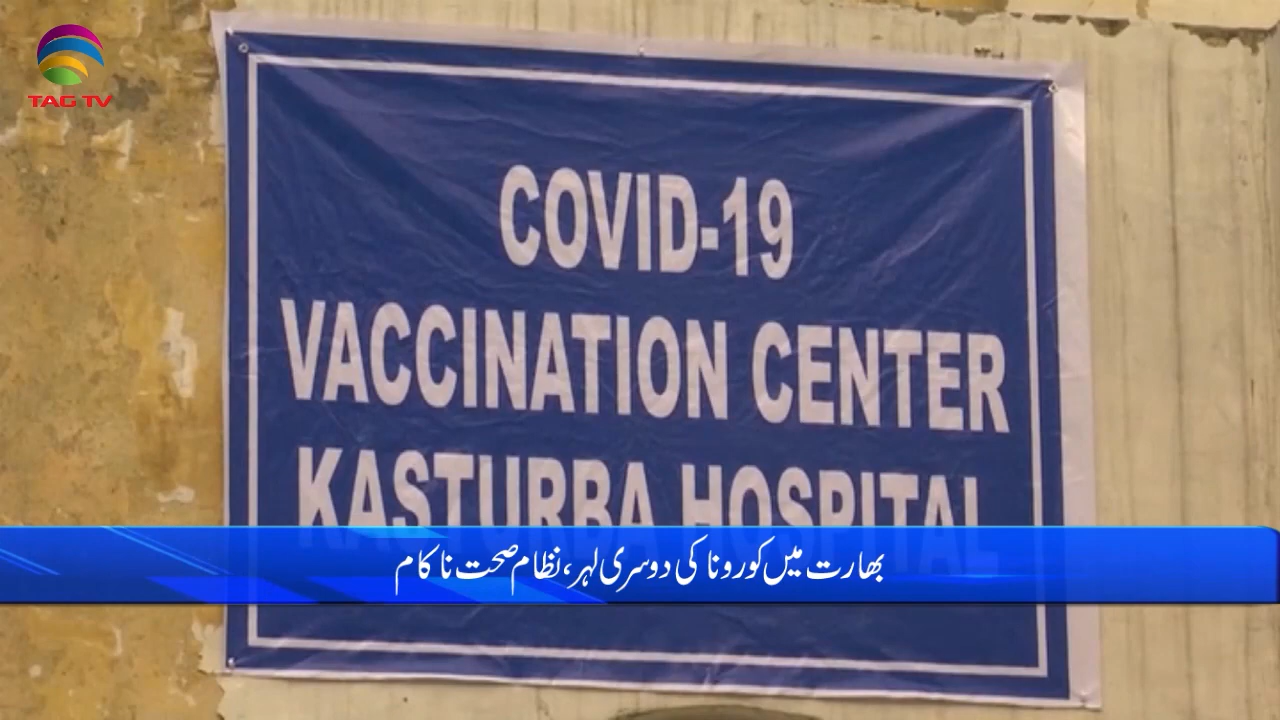 TAG TV
COVID-19
VACCINATION CENTER
KASTURBA HOSPITAL
بھارت میں کورونا کی دوسری لہر، نظام صحت ناکام